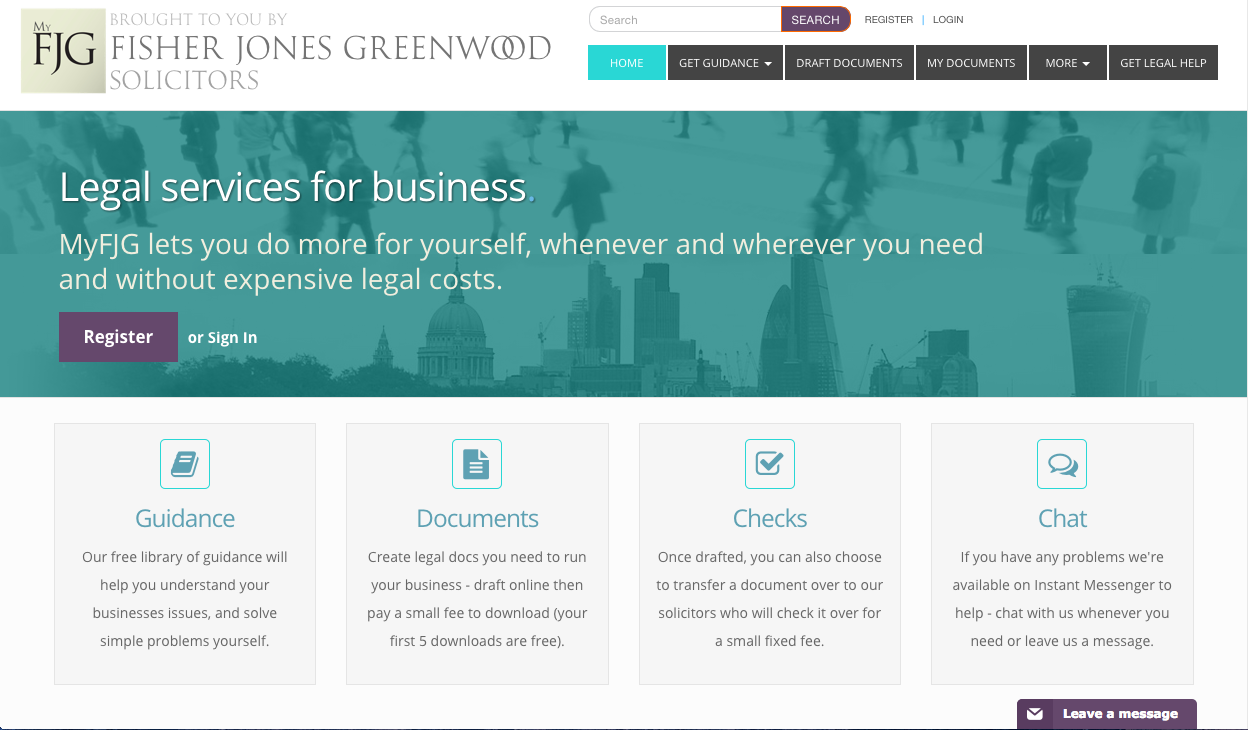 My
FJG
BROUGHT TO YOU BY
FISHER JONES GREENWOOD
SOLICITORS
Search
SEARCH
REGISTER | LOGIN
HOME
GET GUIDANCE
DRAFT DOCUMENTS
MY DOCUMENTS
MORE
GET LEGAL HELP
Legal services for business.
MyFJG lets you do more for yourself, whenever and wherever you need
and without expensive legal costs.
Register
or Sign In
Guidance
Our free library of guidance will
help you understand your
businesses issues, and solve
simple problems yourself.
Documents
Create legal docs you need to run
your business - draft online then
pay a small fee to download (your
first 5 downloads are free).
Checks
Once drafted, you can also choose
to transfer a document over to our
solicitors who will check it over for
a small fixed fee.
Chat
If you have any problems we're
available on Instant Messenger to
help - chat with us whenever you
need or leave us a message.
Leave a message